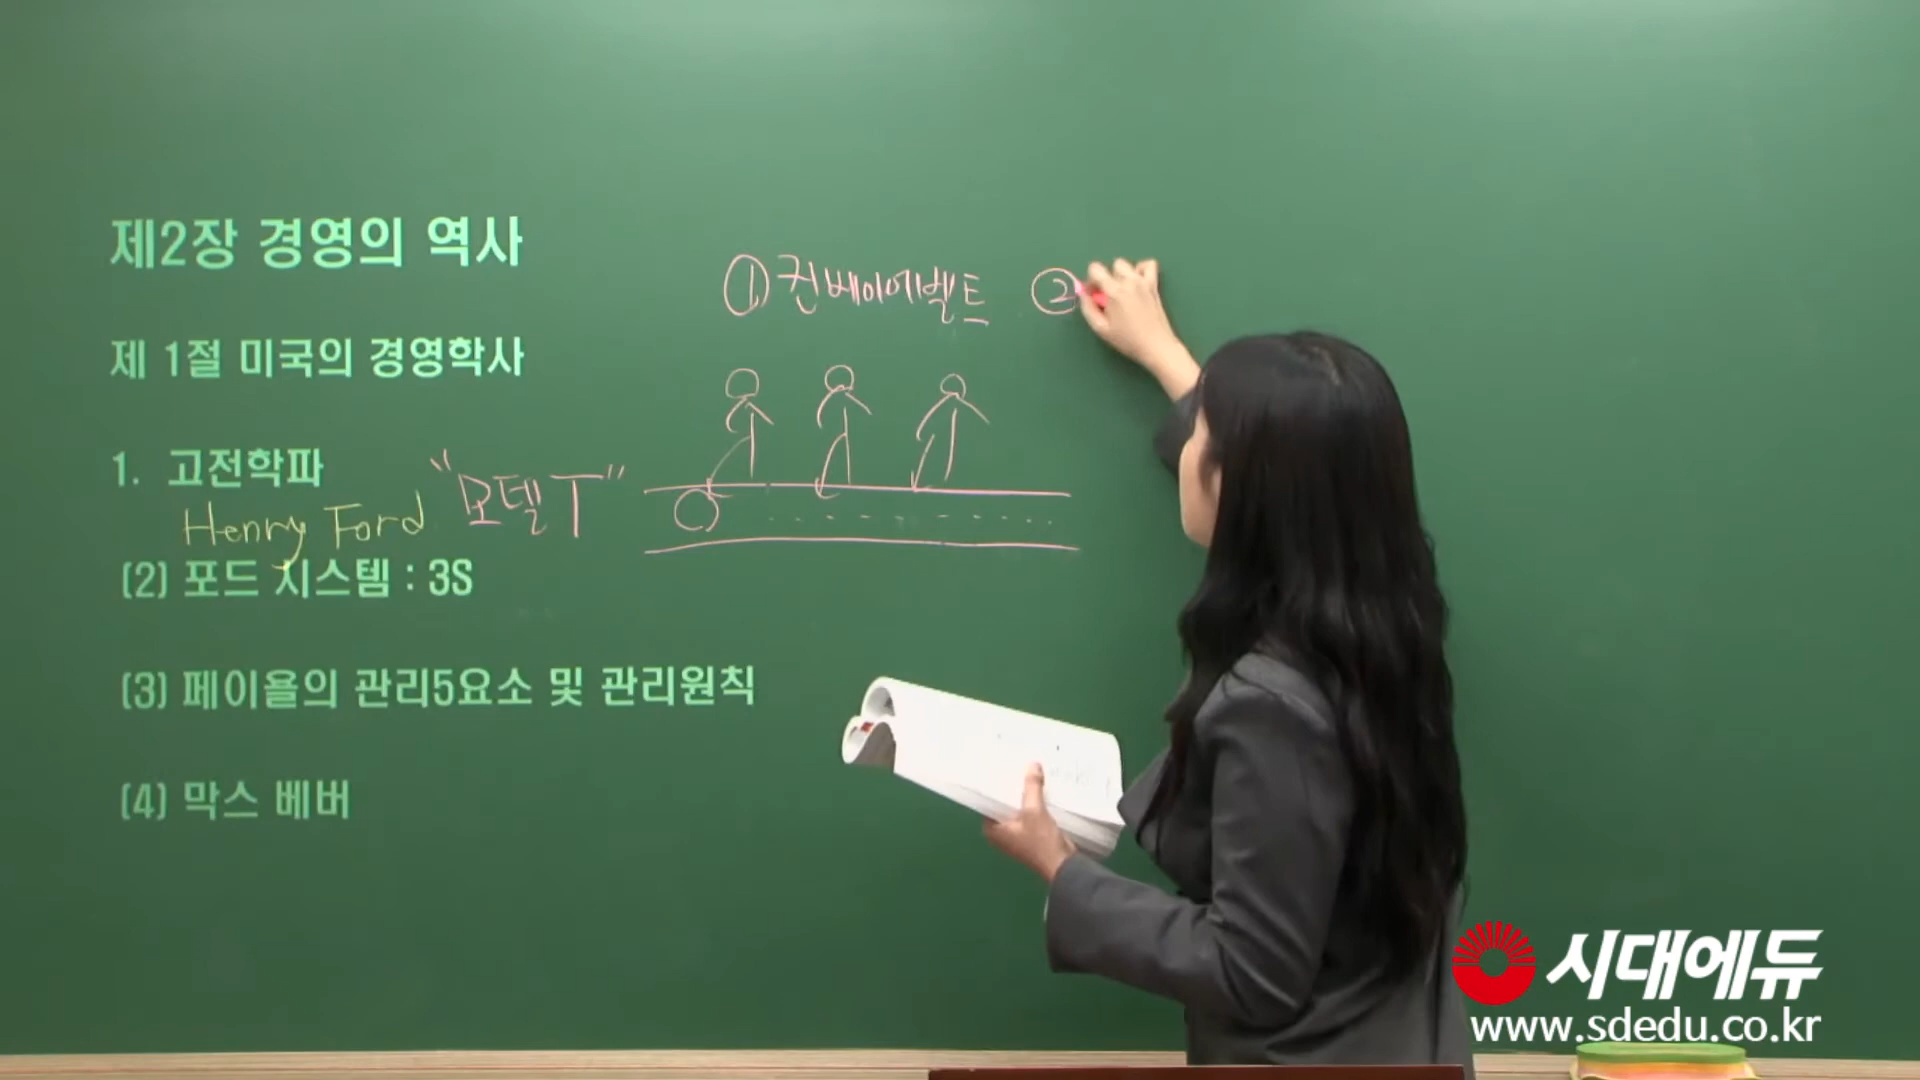 제2장 경영의 역사
① 컨베이어벨트 ②
제 1절 미국의 경영학사
1. 고전학파
Henry Ford "모델 T"
(2) 포드 시스템 : 3S
(3) 페이욜의 관리5요소 및 관리원칙
(4) 막스 베버
시대에듀
www.sdedu.co.kr